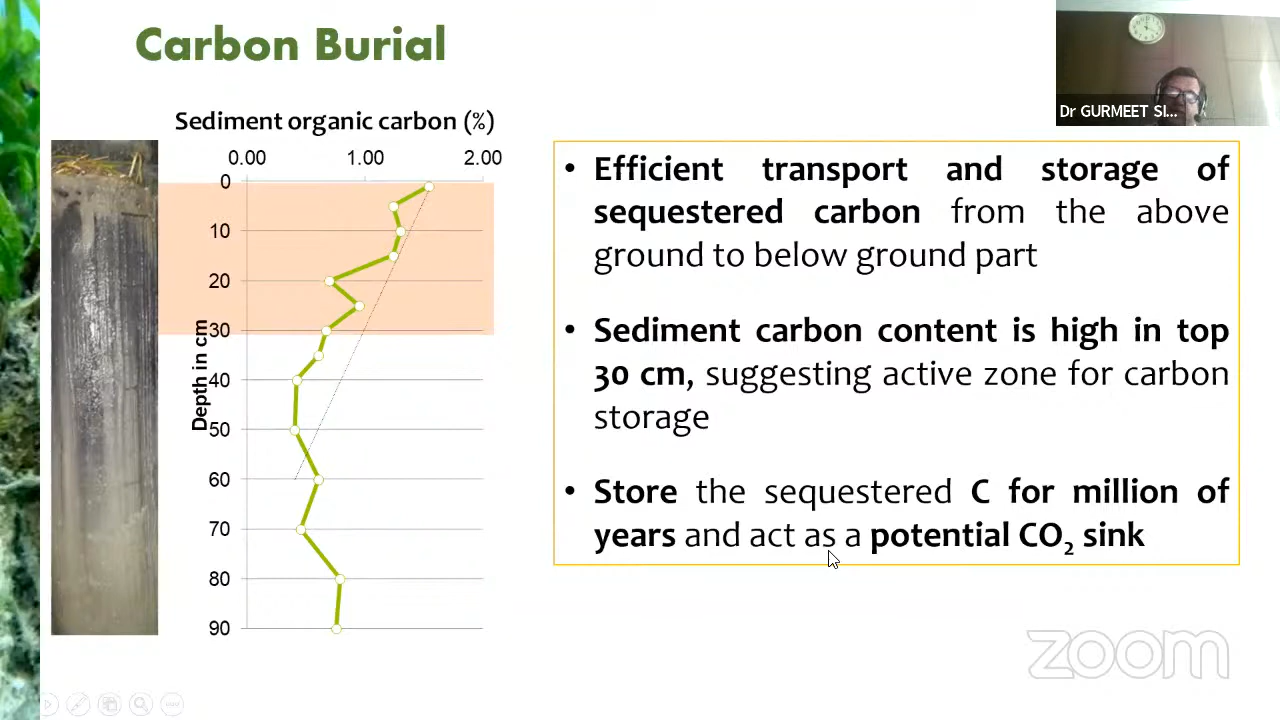 Carbon Burial
Dr GURMEET SI...
Sediment organic carbon (%)
0.00 1.00 2.00
0
10
20
30
40
50
60
70
80
90
Depth in cm
• Efficient transport and storage of
sequestered carbon from the above
ground to below ground part
• Sediment carbon content is high in top
30 cm, suggesting active zone for carbon
storage
• Store the sequestered C for million of
years and act as a potential CO₂ sink
zoom